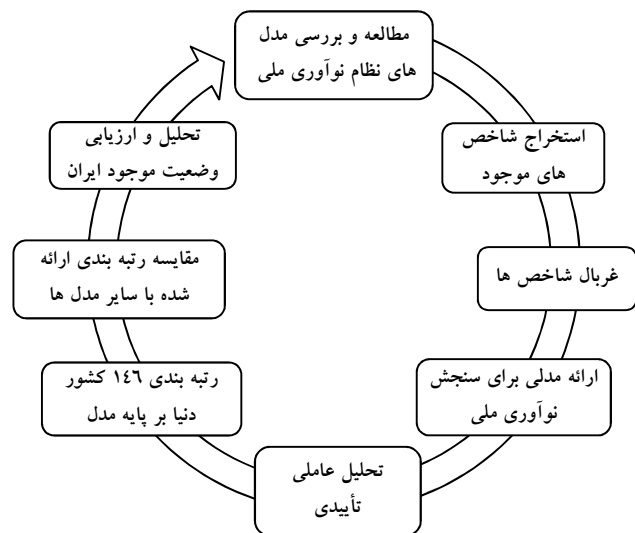 مطالعه و بررسی مدل
های نظام نوآوری ملی
استخراج شاخص
های موجود
غربال شاخص ها
ارائه مدلی برای سنجش
نوآوری ملی
تحلیل عاملی
تأییدی
رتبه بندی ١٤٦ کشور
دنیا بر پایه مدل
مقایسه رتبه بندی ارائه
شده با سایر مدل ها
تحلیل و ارزیابی
وضعیت موجود ایران